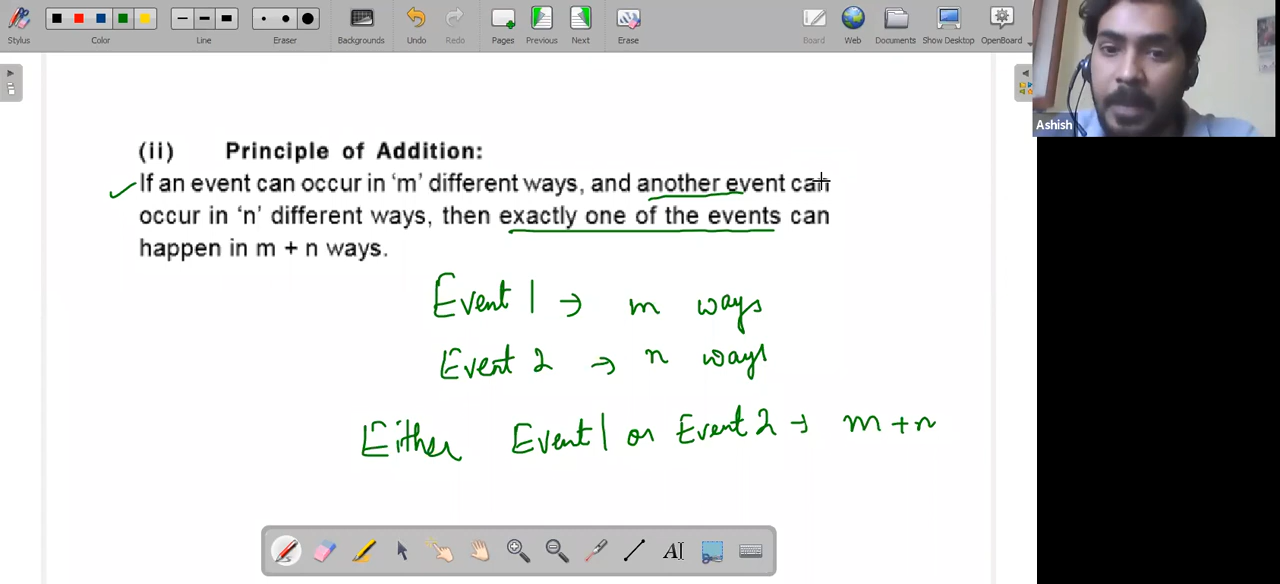 Stylus Color Line Eraser Backgrounds Undo Redo Pages Previous Next Erase Board Web Documents Show Desktop OpenBoard
Ashish
(ii) Principle of Addition:
If an event can occur in ‘m’ different ways, and another event can
occur in ‘n’ different ways, then exactly one of the events can
happen in m + n ways.
Event 1 → m ways
Event 2 → n ways
Either Event 1 or Event 2 → m + n
A